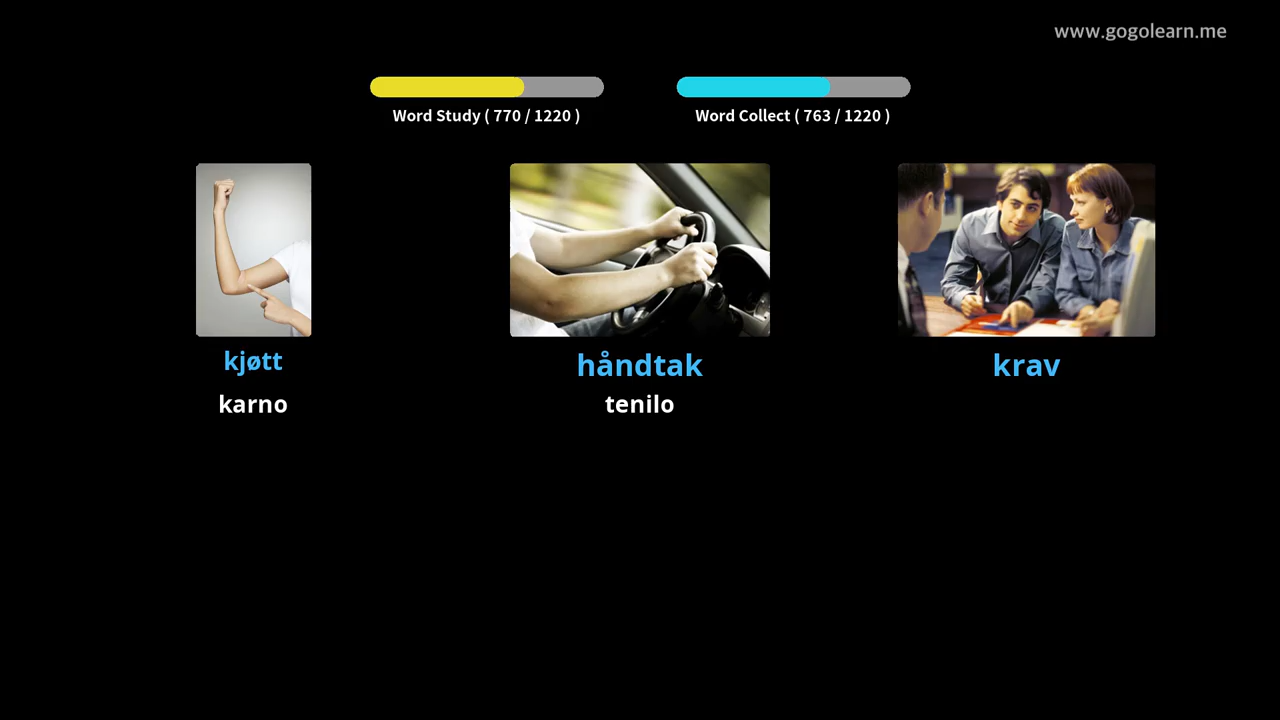 www.gogolearn.me
Word Study ( 770 / 1220 )
Word Collect ( 763 / 1220 )
kjøtt
håndtak
krav
karno
tenilo